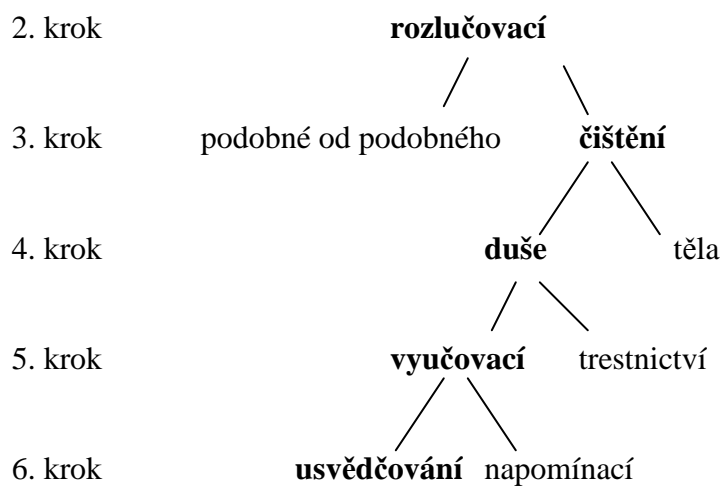 2. krok rozlučovací
3. krok podobné od podobného čištění
4. krok duše těla
5. krok vyučovací trestnictví
6. krok usvědčování napomínací